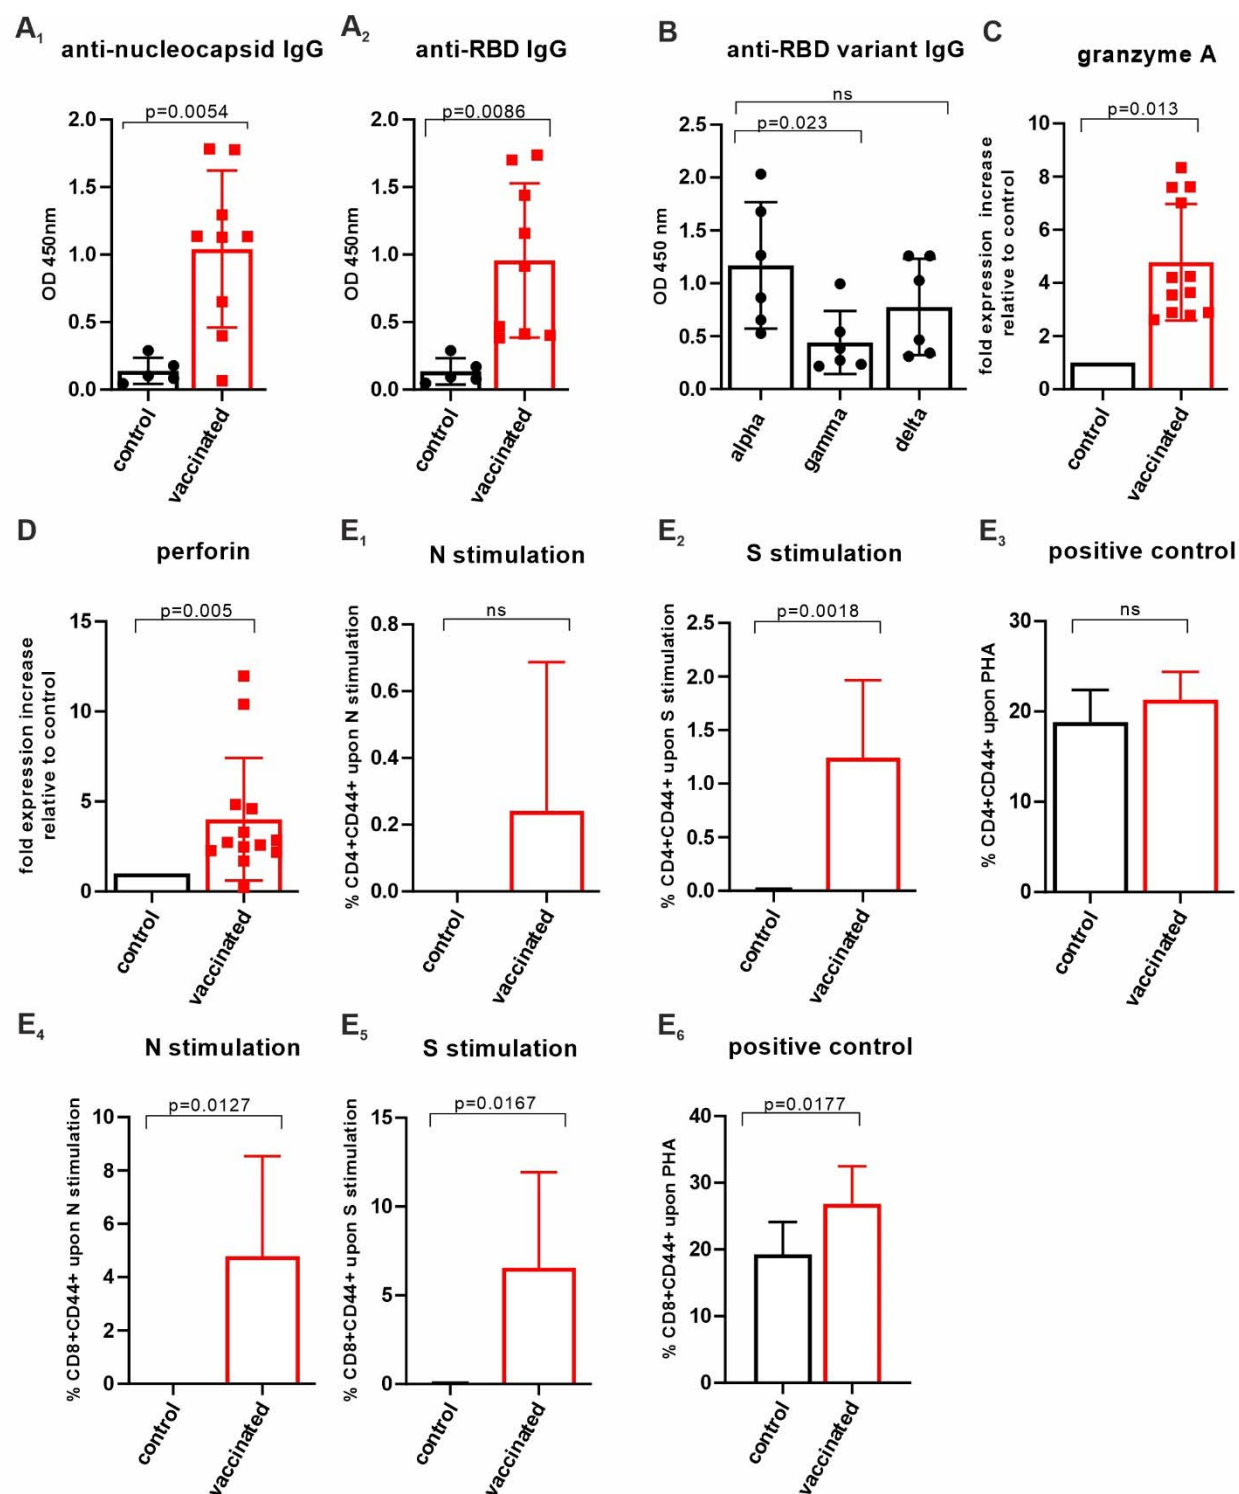 A1
anti-nucleocapsid IgG
p=0.0054
2.0
1.5
1.0
0.5
0.0
OD 450nm
control
vaccinated
A2
anti-RBD IgG
p=0.0086
2.0
1.5
1.0
0.5
0.0
OD 450nm
control
vaccinated
B
anti-RBD variant IgG
ns
p=0.023
2.5
2.0
1.5
1.0
0.5
0.0
OD 450 nm
alpha
gamma
delta
C
granzyme A
p=0.013
10
8
6
4
2
0
fold expression increase
relative to control
control
vaccinated
D
perforin
p=0.005
15
10
5
0
fold expression increase
relative to control
control
vaccinated
E1
N stimulation
ns
0.8
0.6
0.4
0.2
0.0
% CD4+CD44+ upon N stimulation
control
vaccinated
E2
S stimulation
p=0.0018
2.5
2.0
1.5
1.0
0.5
0.0
% CD4+CD44+ upon S stimulation
control
vaccinated
E3
positive control
ns
30
20
10
0
% CD4+CD44+ upon PHA
control
vaccinated
E4
N stimulation
p=0.0127
10
8
6
4
2
0
% CD8+CD44+ upon N stimulation
control
vaccinated
E5
S stimulation
p=0.0167
15
10
5
0
% CD8+CD44+ upon S stimulation
control
vaccinated
E6
positive control
p=0.0177
40
30
20
10
0
% CD8+CD44+ upon PHA
control
vaccinated